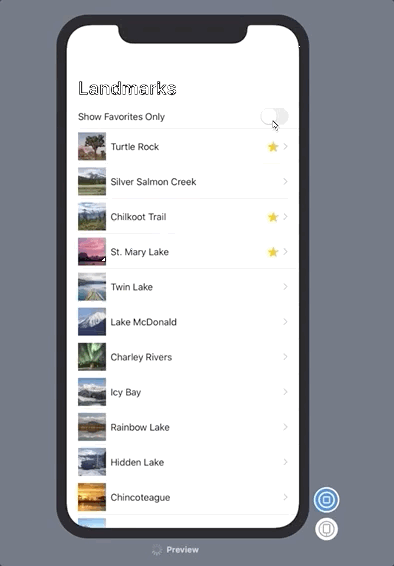 Landmarks
Show Favorites Only
Turtle Rock
Silver Salmon Creek
Chilkoot Trail
St. Mary Lake
Twin Lake
Lake McDonald
Charley Rivers
Icy Bay
Rainbow Lake
Hidden Lake
Chincoteague
Preview